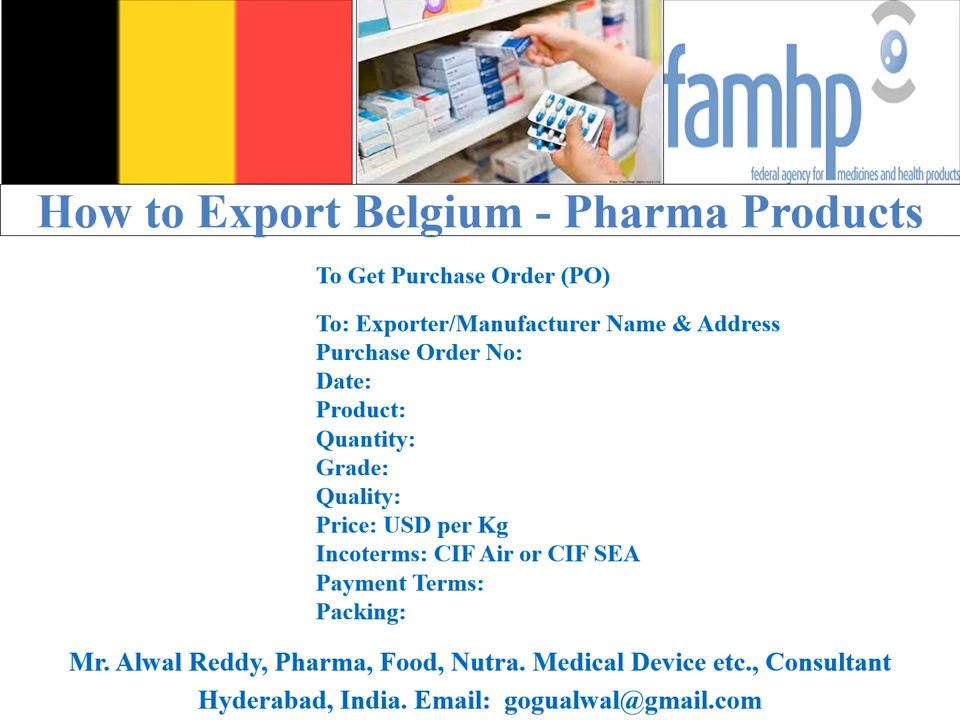 famhp
federal agency for medicines and health products
How to Export Belgium - Pharma Products
To Get Purchase Order (PO)
To: Exporter/Manufacturer Name & Address
Purchase Order No:
Date:
Product:
Quantity:
Grade:
Quality:
Price: USD per Kg
Incoterms: CIF Air or CIF SEA
Payment Terms:
Packing:
Mr. Alwal Reddy, Pharma, Food, Nutra. Medical Device etc., Consultant
Hyderabad, India. Email: gogualwal@gmail.com